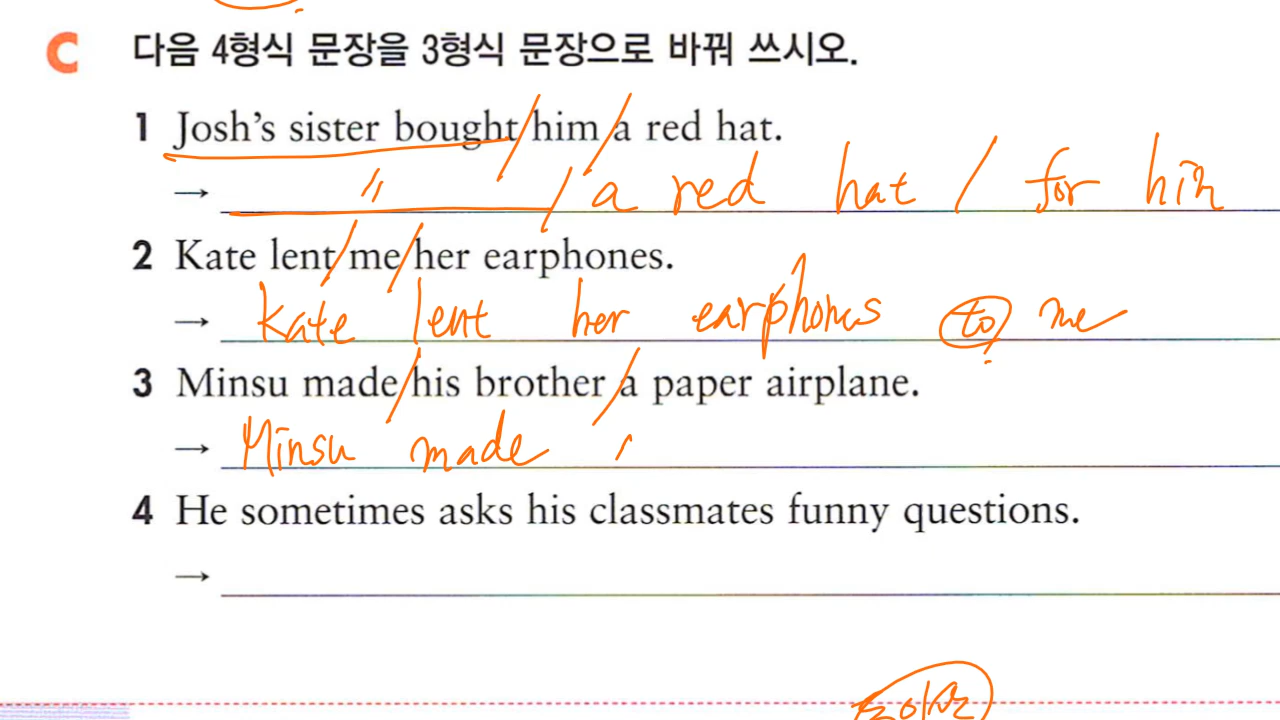 C 다음 4형식 문장을 3형식 문장으로 바꿔 쓰시오.
1 Josh's sister bought / him / a red hat.
→ 〃 / a red hat / for him
2 Kate lent / me / her earphones.
→ Kate lent her earphones to me
3 Minsu made / his brother / a paper airplane.
→ Minsu made
4 He sometimes asks his classmates funny questions.
→